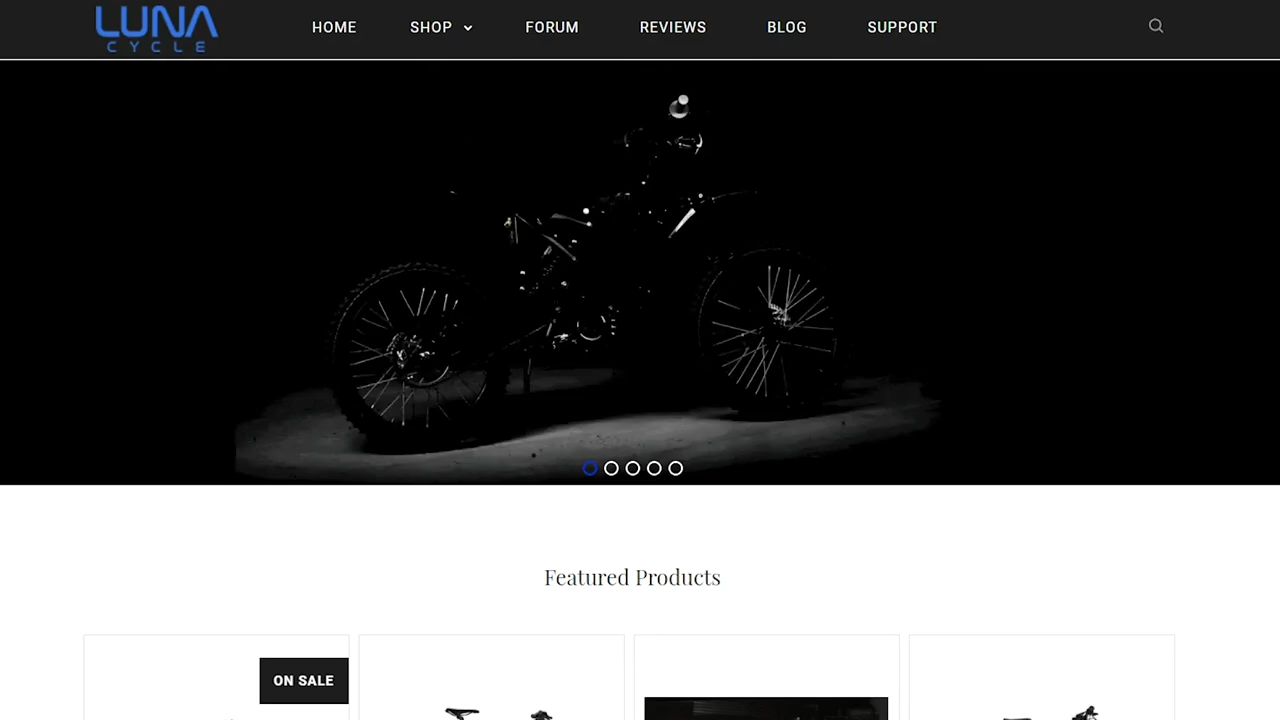 LUNA
CYCLE
HOME
SHOP
FORUM
REVIEWS
BLOG
SUPPORT
Featured Products
ON SALE